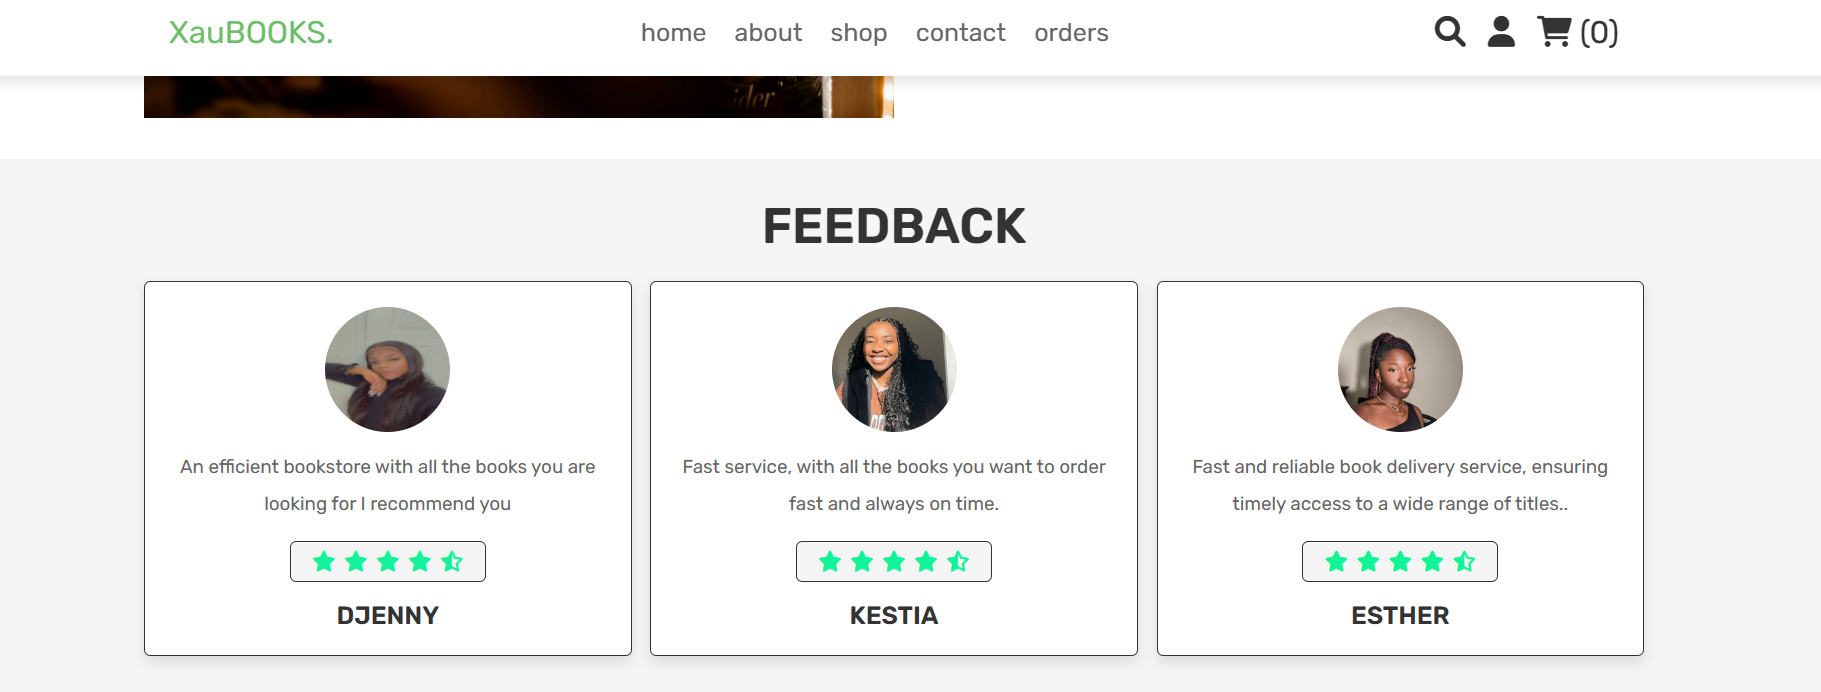 XauBOOKS.
home about shop contact orders
(0)
ider
FEEDBACK
An efficient bookstore with all the books you are
looking for I recommend you
DJENNY
Fast service, with all the books you want to order
fast and always on time.
KESTIA
Fast and reliable book delivery service, ensuring
timely access to a wide range of titles..
ESTHER